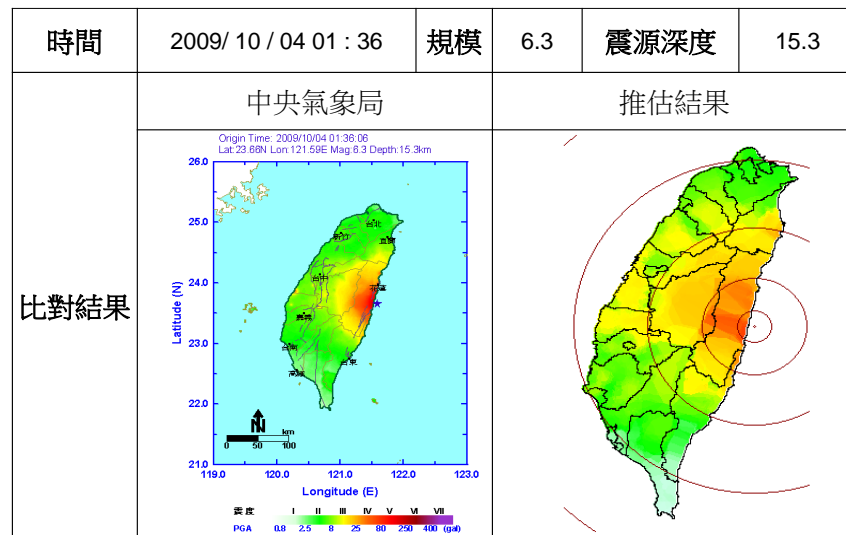 時間 2009/ 10 / 04 01 : 36 規模 6.3 震源深度 15.3
比對結果
中央氣象局 推估結果
Origin Time: 2009/10/04 01:36:06
Lat:23.66N Lon:121.59E Mag:6.3 Depth:15.3km
26.0
25.0
24.0
23.0
22.0
21.0
Latitude (N)
台北
新竹
宜蘭
台中
花蓮
嘉義
台南
台東
高雄
N
km
0 50 100
119.0 120.0 121.0 122.0 123.0
Longitude (E)
震度 I II III IV V VI VII
PGA 0.8 2.5 8 25 80 250 400 (gal)